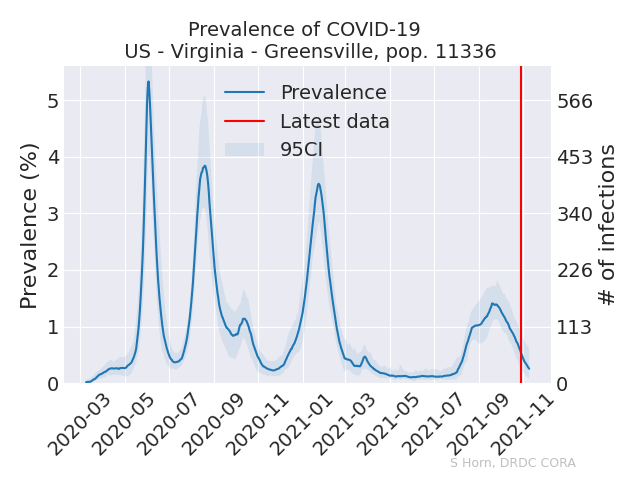 Prevalence of COVID-19
US - Virginia - Greensville, pop. 11336
Prevalence
Latest data
95CI
Prevalence (%)
5
4
3
2
1
0
# of infections
566
453
340
226
113
0
2020-03
2020-05
2020-07
2020-09
2020-11
2021-01
2021-03
2021-05
2021-07
2021-09
2021-11
S Horn, DRDC CORA